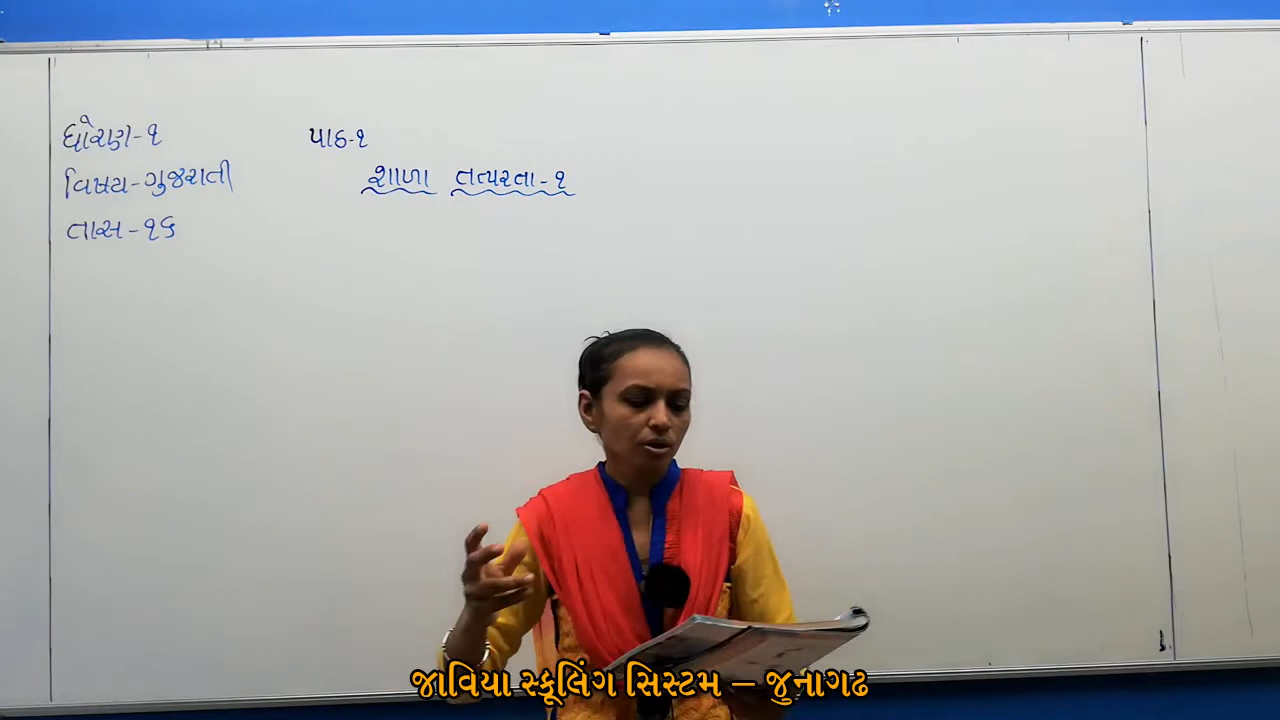 ધોરણ-૧
વિષય-ગુજરાતી
તાસ-૧૬
પાઠ-૧
શાળા તત્પરતા-૧
જાવિયા સ્કૂલિંગ સિસ્ટમ – જુનાગઢ